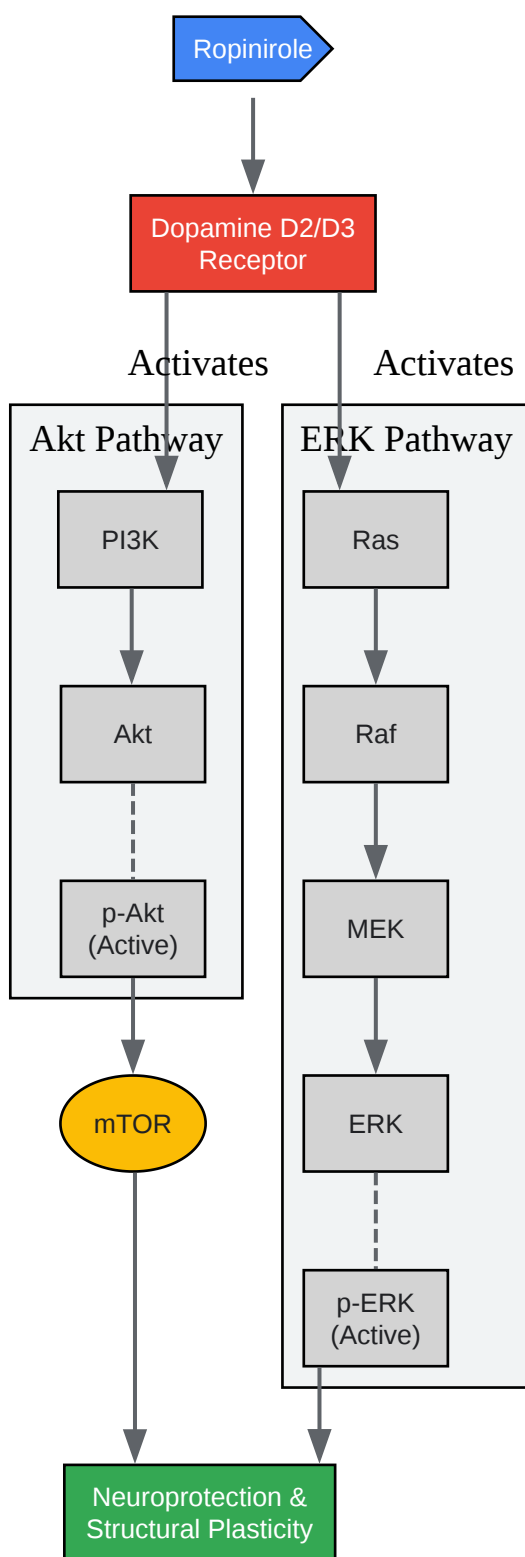 Ropinirole
Dopamine D2/D3
Receptor
Activates
Activates
Akt Pathway
ERK Pathway
PI3K
Ras
Akt
Raf
p-Akt
(Active)
MEK
mTOR
ERK
p-ERK
(Active)
Neuroprotection &
Structural Plasticity